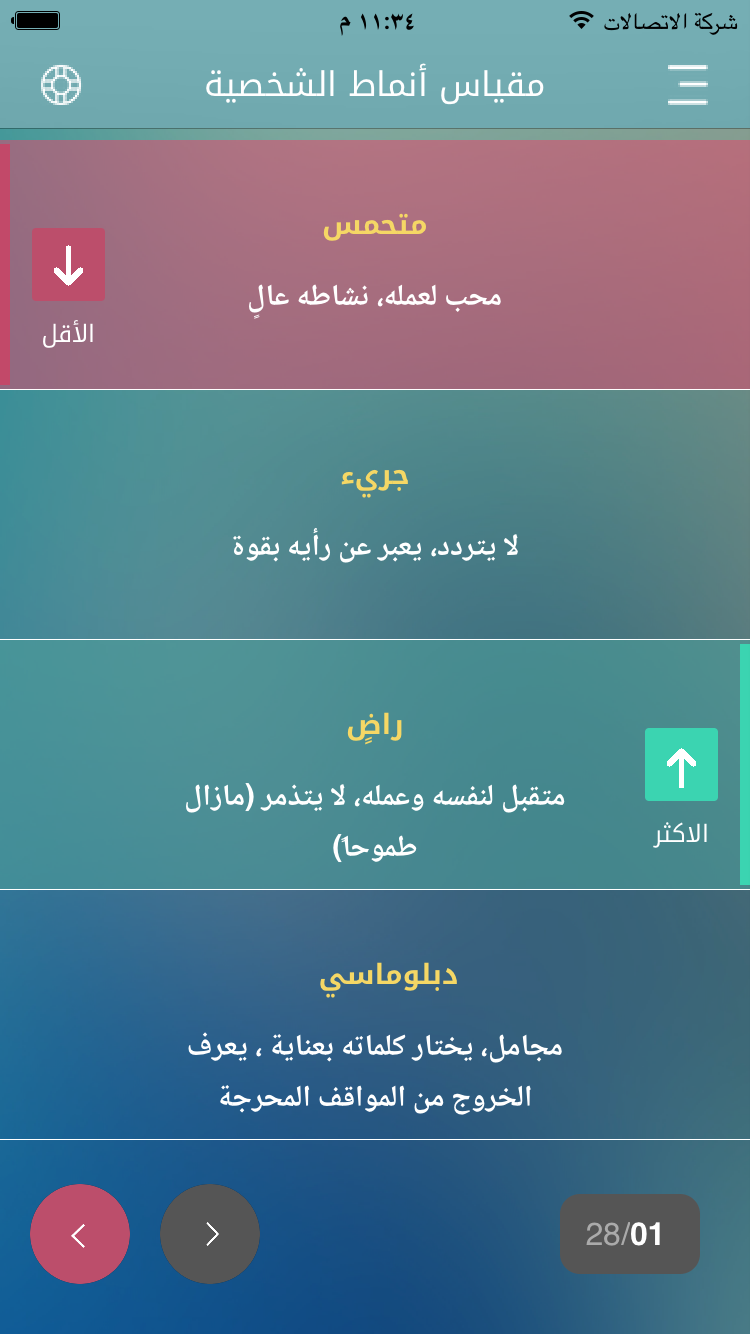 شركة الاتصالات ١١:٣٤ م
مقياس أنماط الشخصية
متحمس
محب لعمله، نشاطه عالٍ
الأقل
جريء
لا يتردد، يعبر عن رأيه بقوة
راضٍ
متقبل لنفسه وعمله، لا يتذمر (مازال
طموحاً)
الاكثر
دبلوماسي
مجامل، يختار كلماته بعناية ، يعرف
الخروج من المواقف المحرجة
28/01